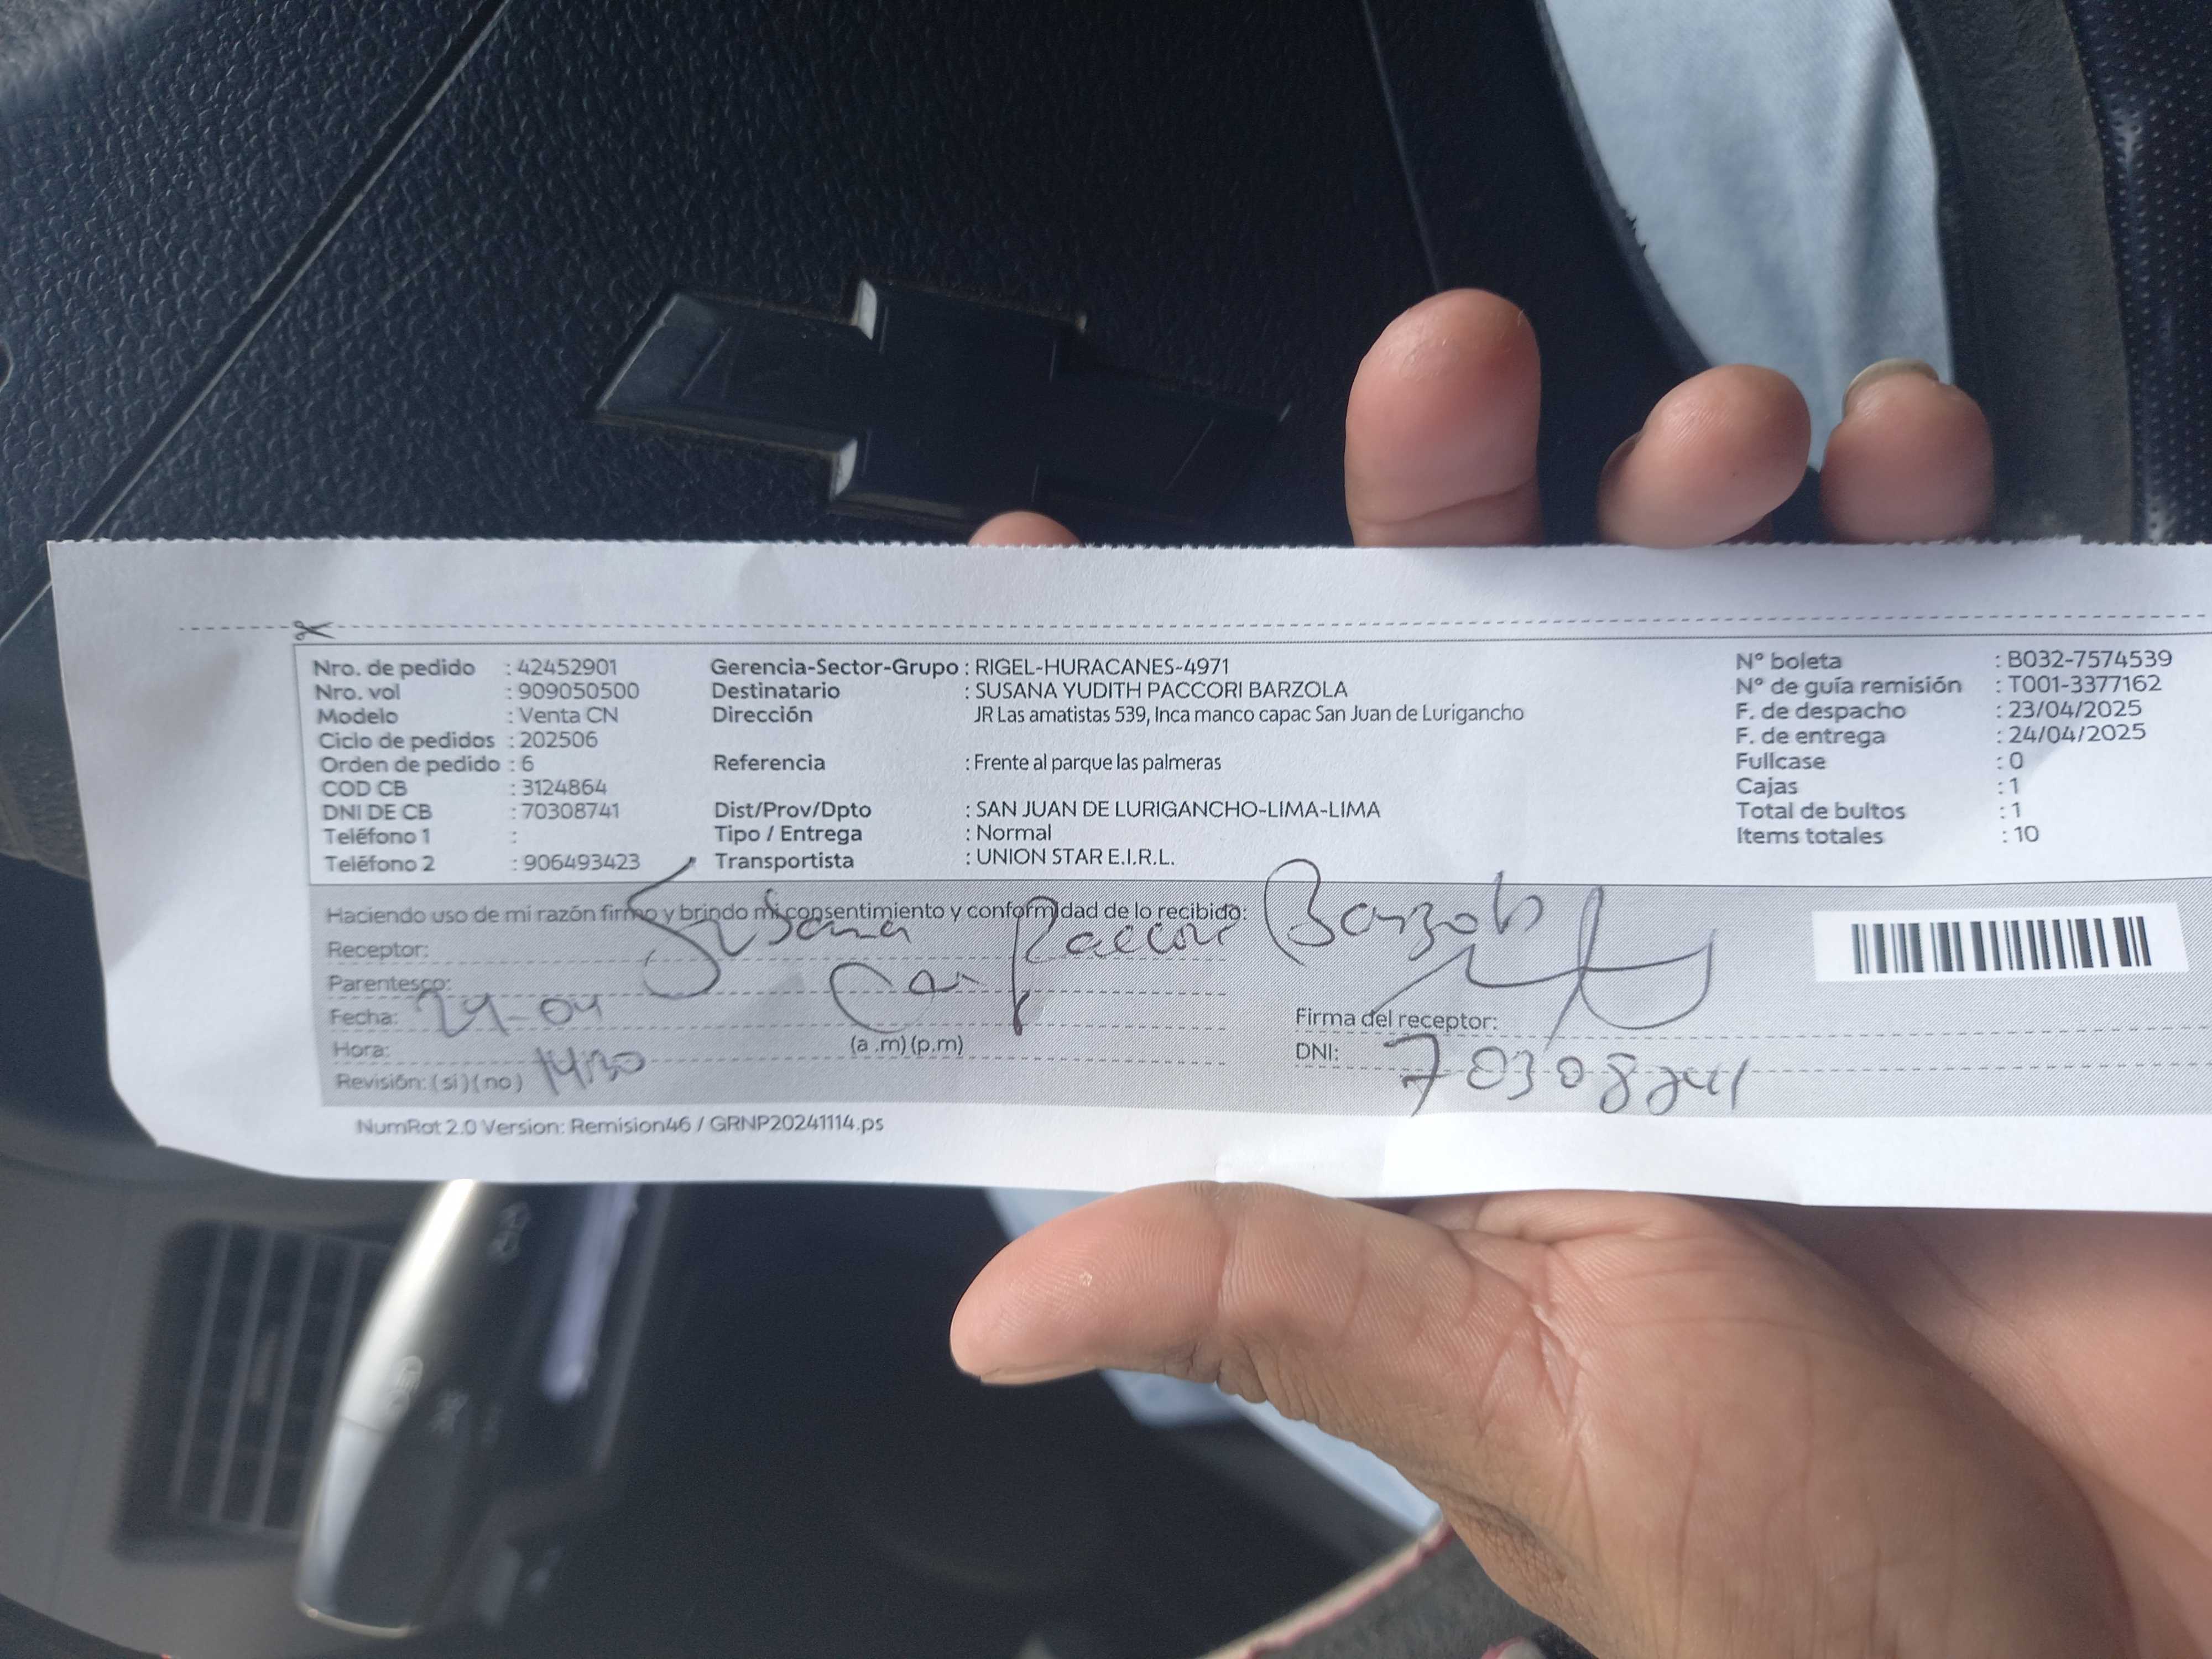 Nro. de pedido : 42452901 Gerencia-Sector-Grupo : RIGEL-HURACANES-4971 N° boleta : B032-7574539
Nro. vol : 909050500 Destinatario : SUSANA YUDITH PACCORI BARZOLA N° de guía remisión : T001-3377162
Modelo : Venta CN Dirección JR Las amatistas 539, Inca manco capac San Juan de Lurigancho F. de despacho : 23/04/2025
Ciclo de pedidos : 202506 F. de entrega : 24/04/2025
Orden de pedido : 6 Referencia : Frente al parque las palmeras Fullcase : 0
COD CB : 3124864 Cajas : 1
DNI DE CB : 70308741 Dist/Prov/Dpto : SAN JUAN DE LURIGANCHO-LIMA-LIMA Total de bultos : 1
Teléfono 1 : Tipo / Entrega : Normal Items totales : 10
Teléfono 2 : 906493423 Transportista : UNION STAR E.I.R.L.
Haciendo uso de mi razón firmo y brindo mi consentimiento y conformidad de lo recibido:
Receptor: Susana Paccori Barzola
Parentesco:
Fecha: 24-04 Firma del receptor:
Hora: (a .m) (p.m) DNI: 70308741
Revisión: ( si ) ( no ) 14:30
NumRot 2.0 Version: Remision46 / GRNP20241114.ps